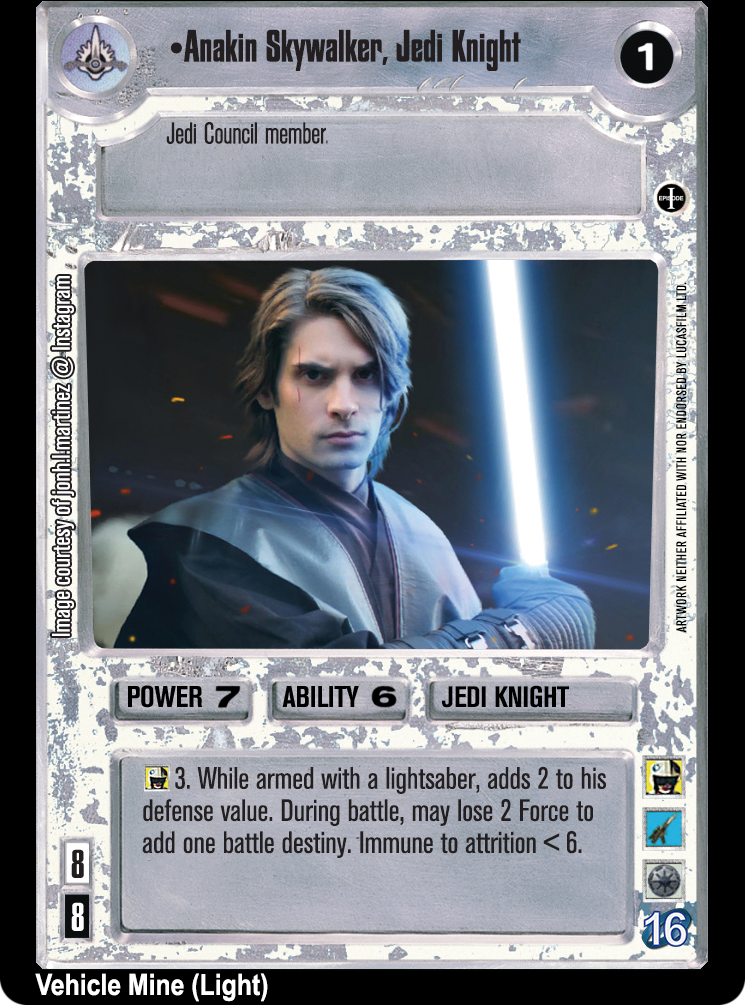 •Anakin Skywalker, Jedi Knight
1
Jedi Council member.
EPISODE
I
Image courtesy of jonh.l.martinez @ Instagram
ARTWORK NEITHER AFFILIATED WITH NOR ENDORSED BY LUCASFILM LTD.
POWER 7
ABILITY 6
JEDI KNIGHT
3. While armed with a lightsaber, adds 2 to his
defense value. During battle, may lose 2 Force to
add one battle destiny. Immune to attrition < 6.
8
8
16
Vehicle Mine (Light)